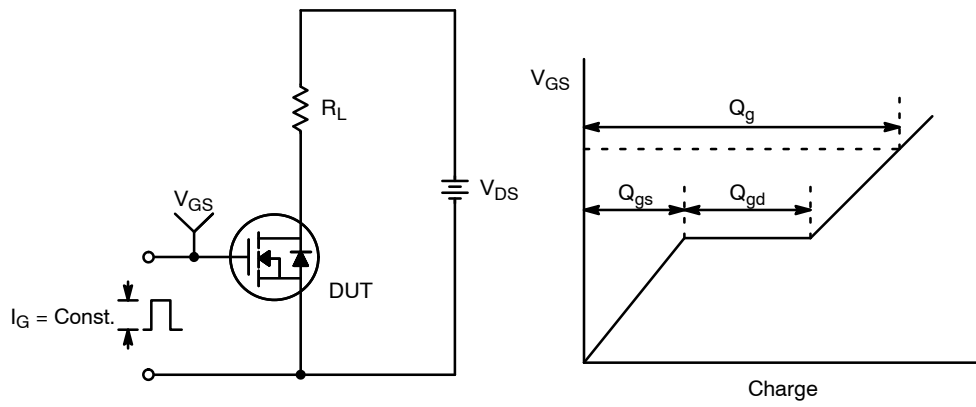 R_L
V_GS
V_DS
DUT
I_G = Const.
V_GS
Q_g
Q_gs
Q_gd
Charge